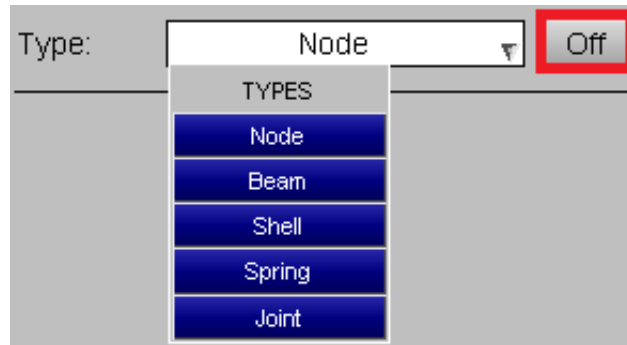 Type: Node Off
TYPES
Node
Beam
Shell
Spring
Joint